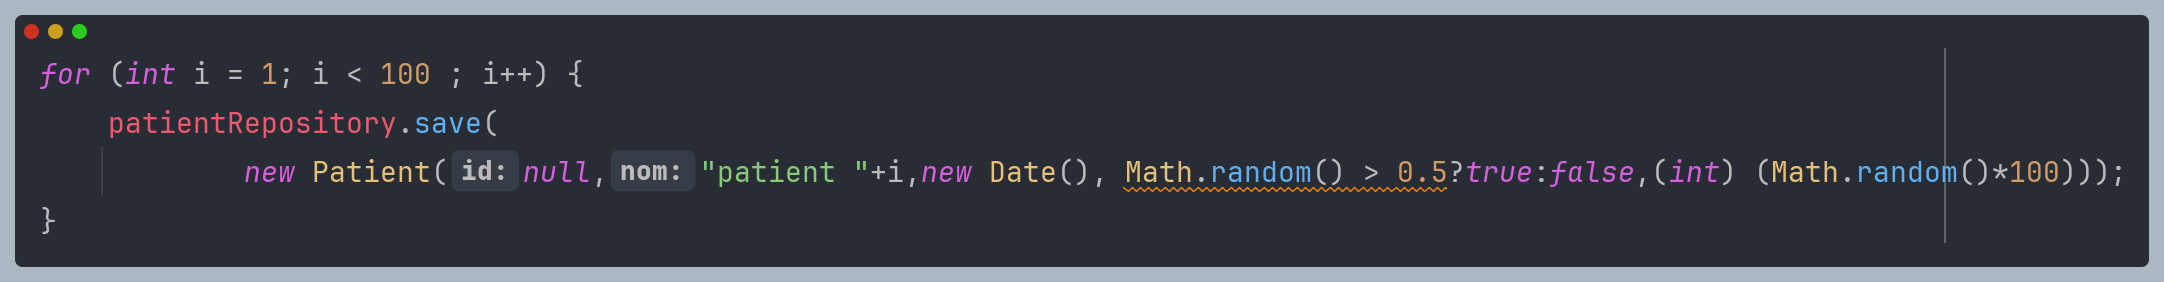 for (int i = 1; i < 100 ; i++) {
patientRepository.save(
new Patient( id: null, nom: "patient "+i,new Date(), Math.random() > 0.5?true:false,(int) (Math.random()*100)));
}